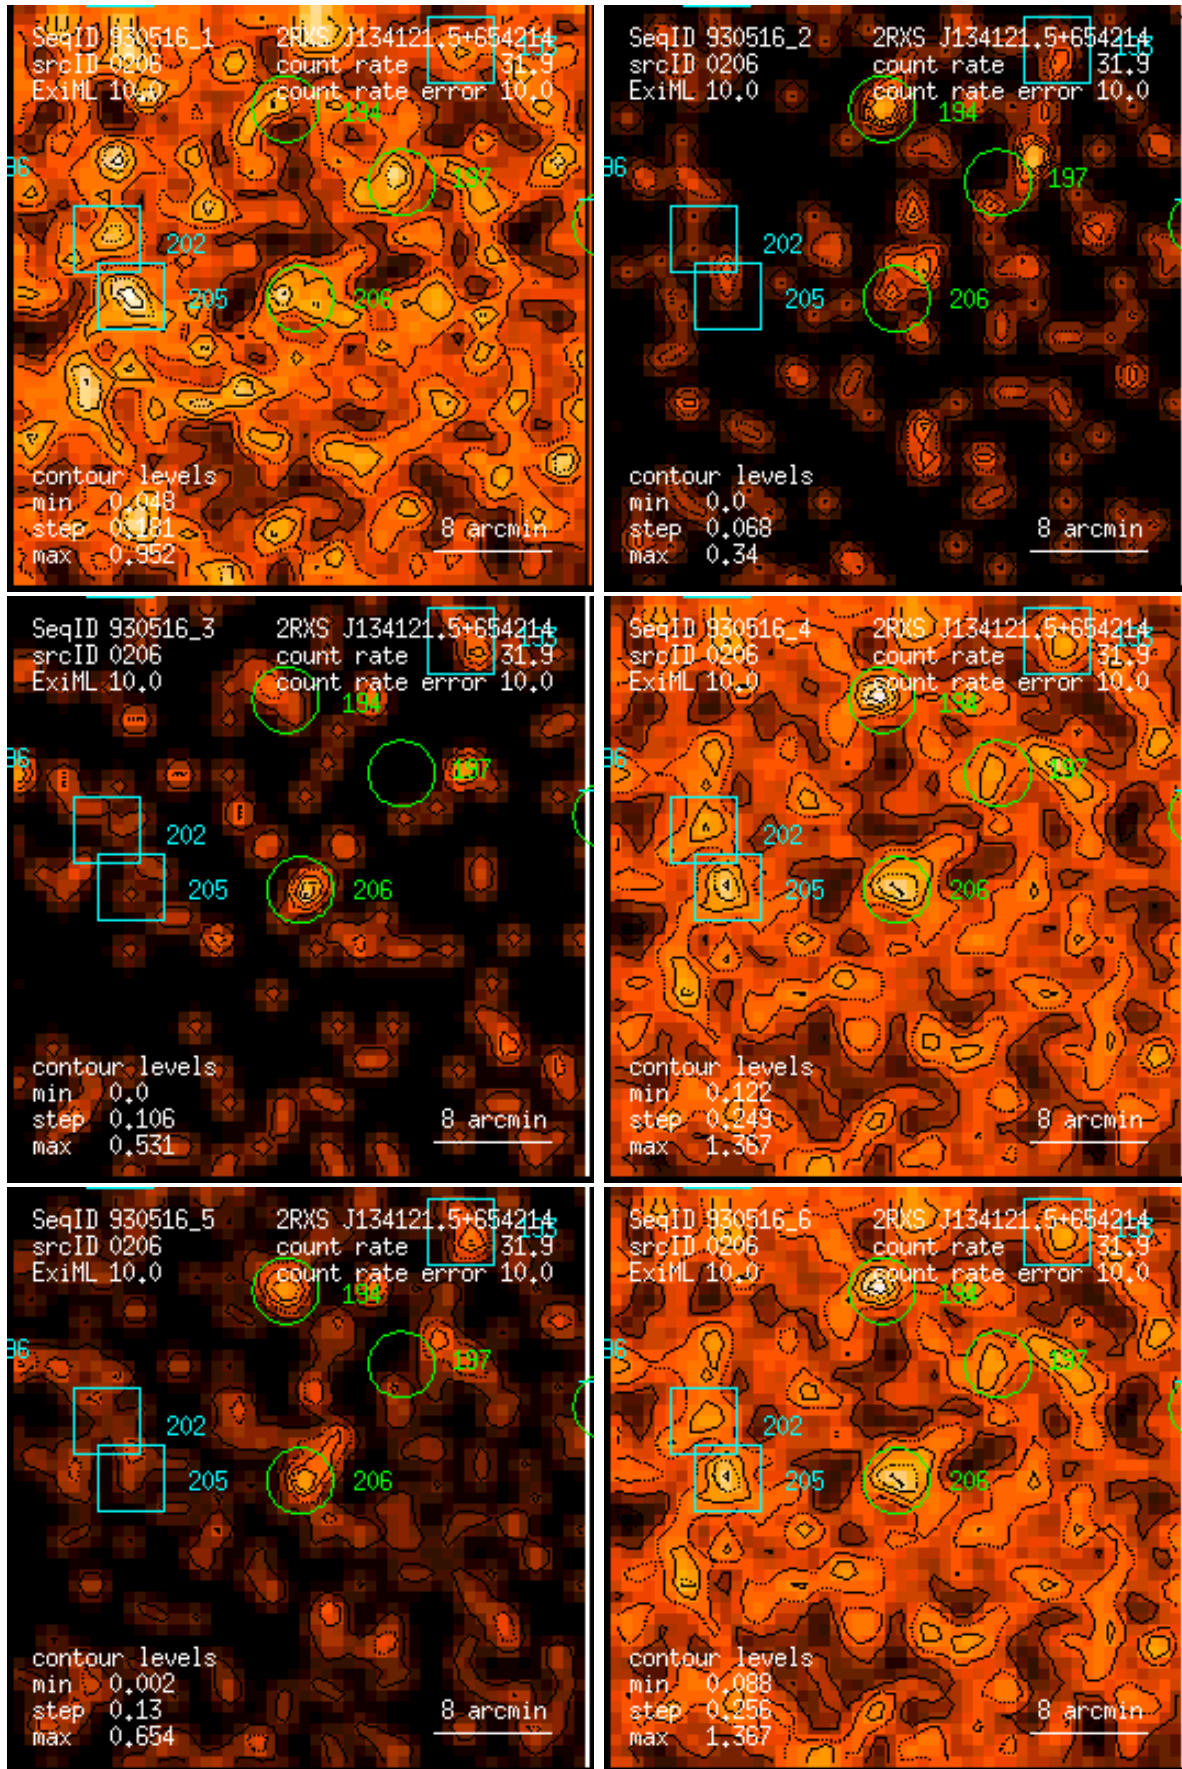 SeqID 930516_1 2RXS J134121.5+654214
srcID 0206 count rate 31.9
ExiML 10.0 count rate error 10.0
194
96 197
202
205 206
contour levels
min 0.048
step 0.181
max 0.952
8 arcmin
SeqID 930516_2 2RXS J134121.5+654214
srcID 0206 count rate 31.9
ExiML 10.0 count rate error 10.0
194
96 197
202
205 206
contour levels
min 0.0
step 0.068
max 0.34
8 arcmin
SeqID 930516_3 2RXS J134121.5+654214
srcID 0206 count rate 31.9
ExiML 10.0 count rate error 10.0
194
96 197
202
205 206
contour levels
min 0.0
step 0.106
max 0.531
8 arcmin
SeqID 930516_4 2RXS J134121.5+654214
srcID 0206 count rate 31.9
ExiML 10.0 count rate error 10.0
194
96 197
202
205 206
contour levels
min 0.122
step 0.249
max 1.367
8 arcmin
SeqID 930516_5 2RXS J134121.5+654214
srcID 0206 count rate 31.9
ExiML 10.0 count rate error 10.0
194
96 197
202
205 206
contour levels
min 0.002
step 0.13
max 0.654
8 arcmin
SeqID 930516_6 2RXS J134121.5+654214
srcID 0206 count rate 31.9
ExiML 10.0 count rate error 10.0
194
96 197
202
205 206
contour levels
min 0.088
step 0.256
max 1.367
8 arcmin